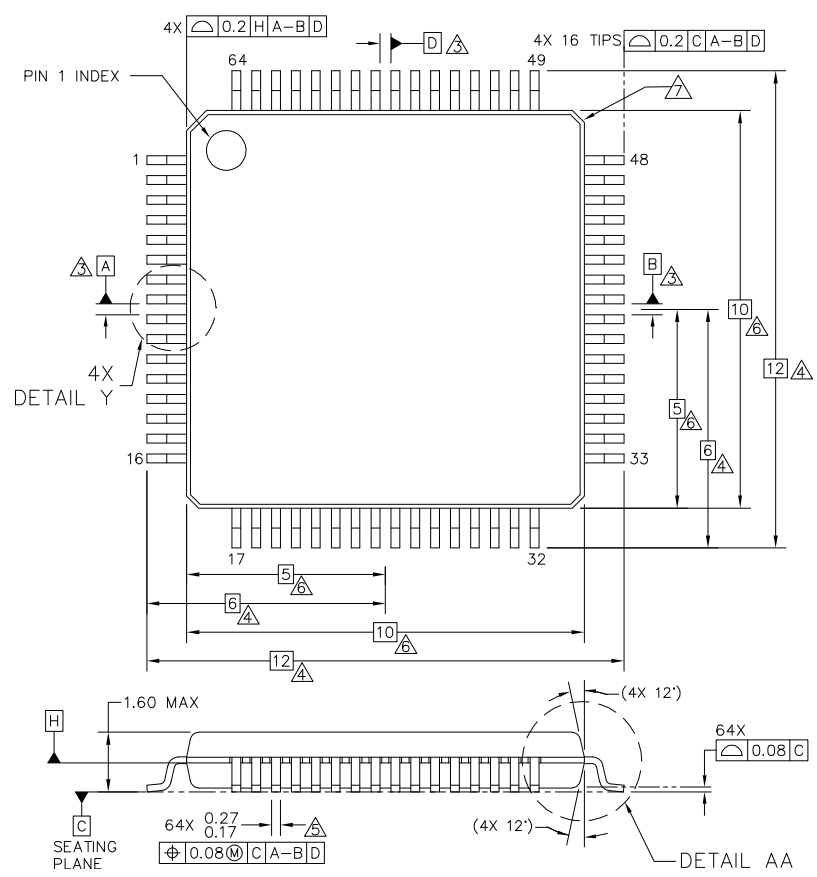 4X ⌓ 0.2 H A-B D
D 3
4X 16 TIPS ⌓ 0.2 C A-B D
64
49
PIN 1 INDEX
7
1
48
3 A
B
3
10
6
12 4
4X
DETAIL Y
5
6
6
4
16
33
17
32
5
6
6
4
10
6
12
4
1.60 MAX
(4X 12°)
H
64X
⌓ 0.08 C
C
SEATING
PLANE
64X 0.27
0.17
5
⌖ 0.08Ⓜ C A-B D
(4X 12°)
DETAIL AA